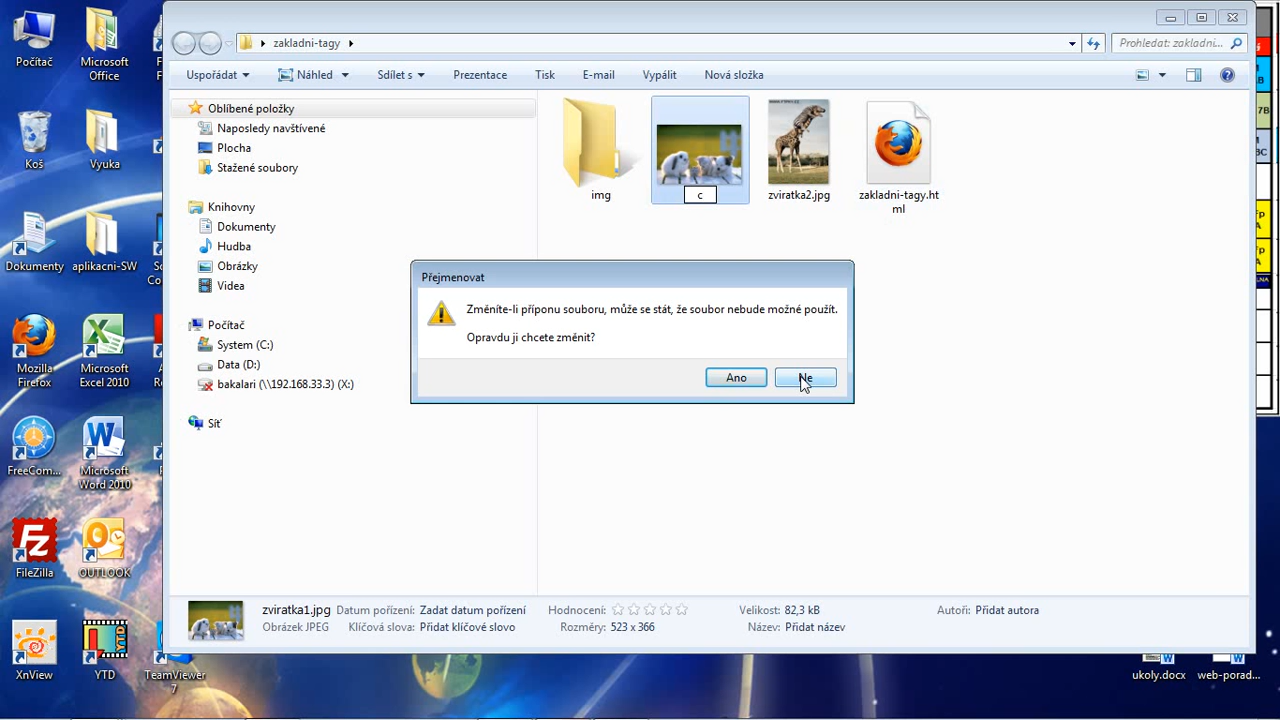 Počítač
Microsoft
Office
Koš
Vyuka
Dokumenty
aplikacni-SW
Mozilla
Firefox
Microsoft
Excel 2010
FreeCom...
Microsoft
Word 2010
FileZilla
OUTLOOK
XnView
YTD
TeamViewer
7
zakladni-tagy
Prohledat: zakladni...
Uspořádat
Náhled
Sdílet s
Prezentace
Tisk
E-mail
Vypálit
Nová složka
Oblíbené položky
Naposledy navštívené
Plocha
Stažené soubory
Knihovny
Dokumenty
Hudba
Obrázky
Videa
Počítač
System (C:)
Data (D:)
bakalari (\\192.168.33.3) (X:)
Síť
img
c
zviratka2.jpg
zakladni-tagy.ht
ml
Přejmenovat
Změníte-li příponu souboru, může se stát, že soubor nebude možné použít.
Opravdu ji chcete změnit?
Ano
Ne
zviratka1.jpg
Obrázek JPEG
Datum pořízení: Zadat datum pořízení
Klíčová slova: Přidat klíčové slovo
Hodnocení:
Rozměry: 523 x 366
Velikost: 82,3 kB
Název: Přidat název
Autoři: Přidat autora
ukoly.docx
web-porad...
7B